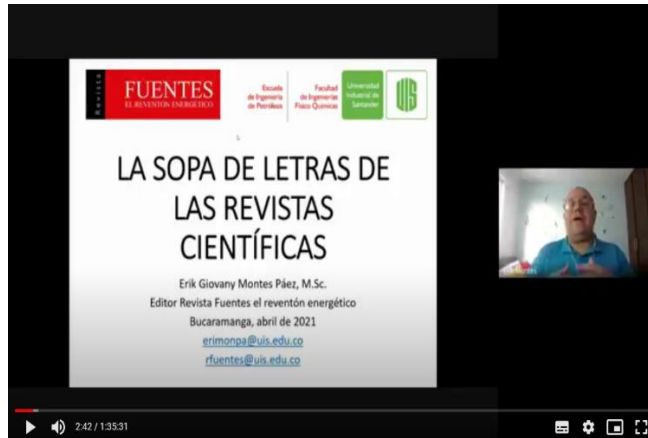 Revista
FUENTES
EL REVENTÓN ENERGÉTICO
Escuela
de Ingeniería
de Petróleos
Facultad
de Ingenierías
Físico Químicas
Universidad
Industrial de
Santander
UIS
LA SOPA DE LETRAS DE
LAS REVISTAS
CIENTÍFICAS
Erik Giovany Montes Páez, M.Sc.
Editor Revista Fuentes el reventón energético
Bucaramanga, abril de 2021
erimonpa@uis.edu.co
rfuentes@uis.edu.co
Erik Montes
2:42 / 1:35:31